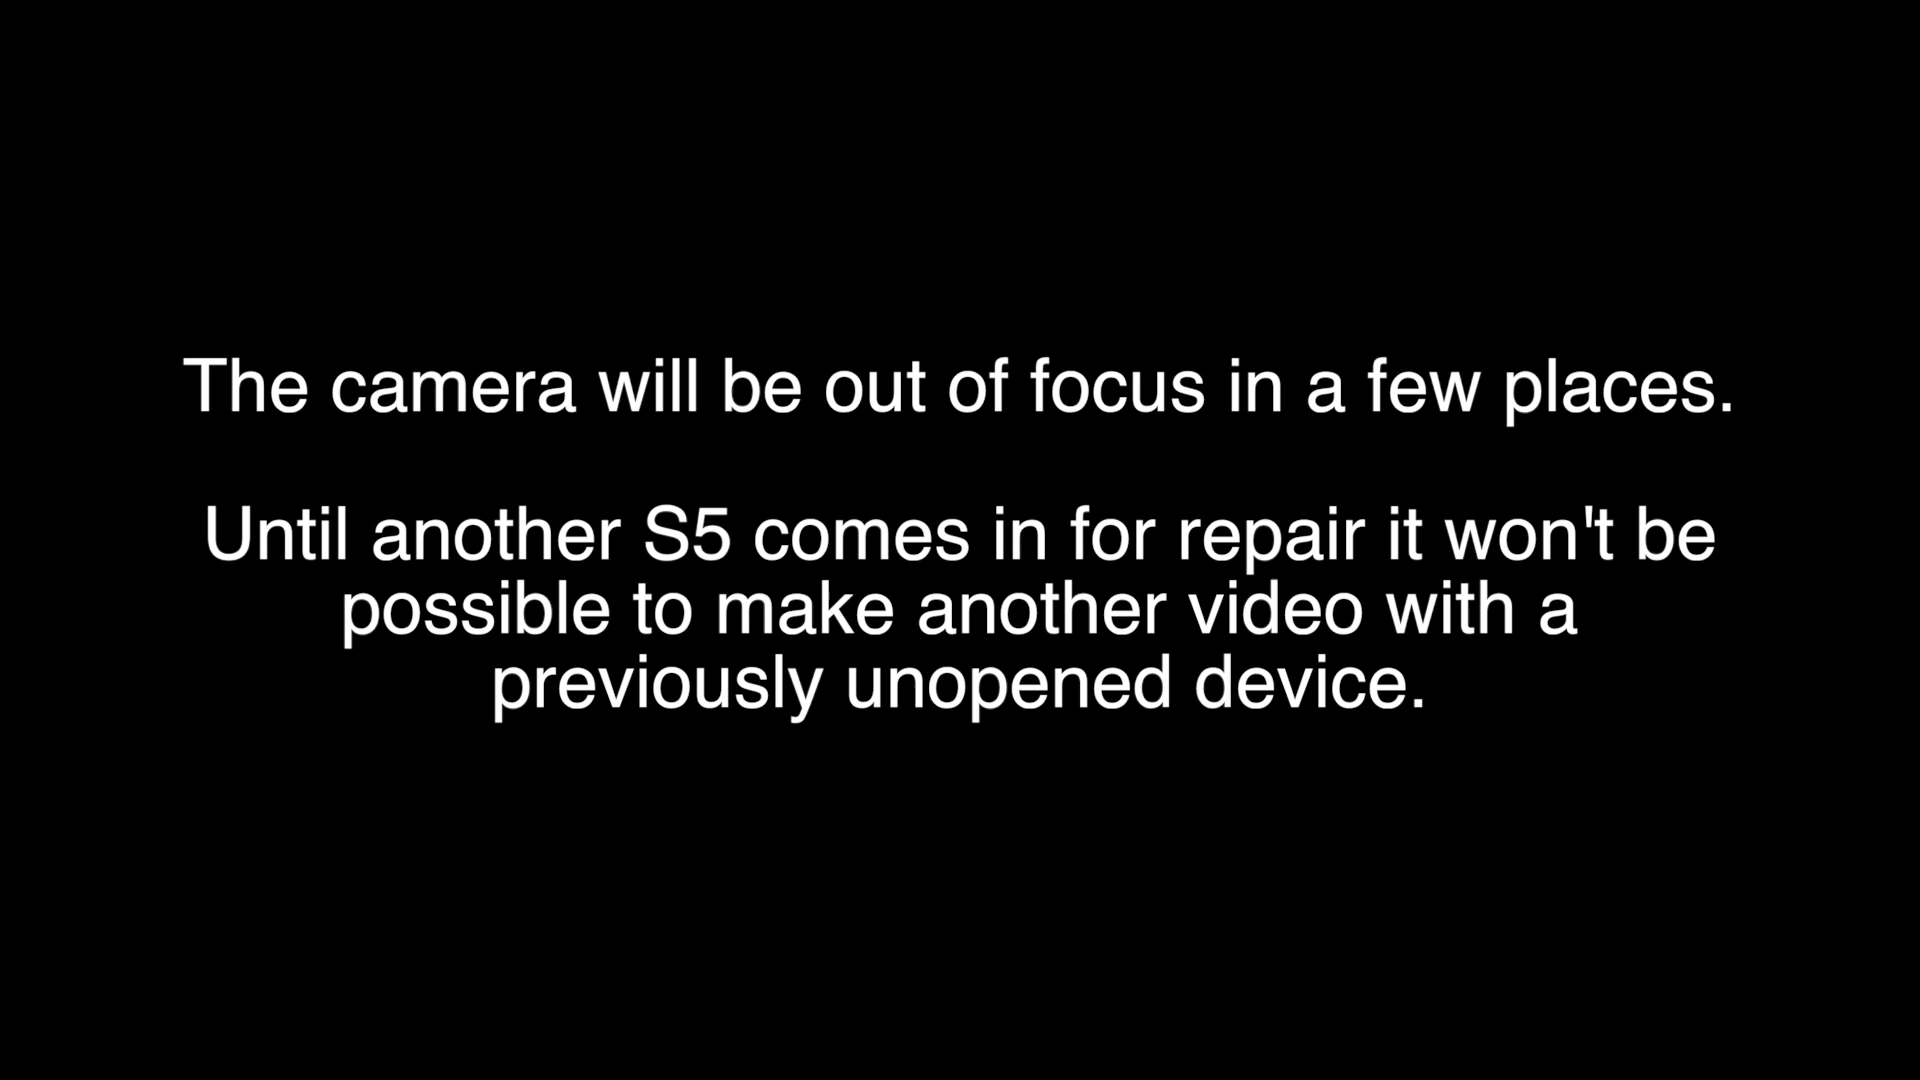 The camera will be out of focus in a few places.
Until another S5 comes in for repair it won't be
possible to make another video with a
previously unopened device.